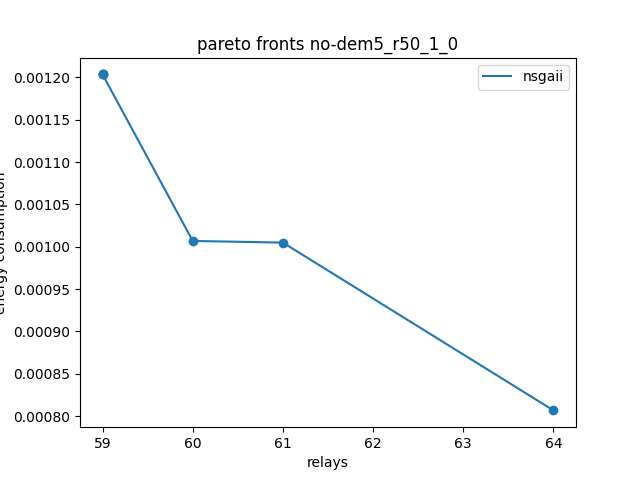 pareto fronts no-dem5_r50_1_0
nsgaii
0.00120
0.00115
0.00110
0.00105
0.00100
0.00095
0.00090
0.00085
0.00080
energy consumption
59 60 61 62 63 64
relays